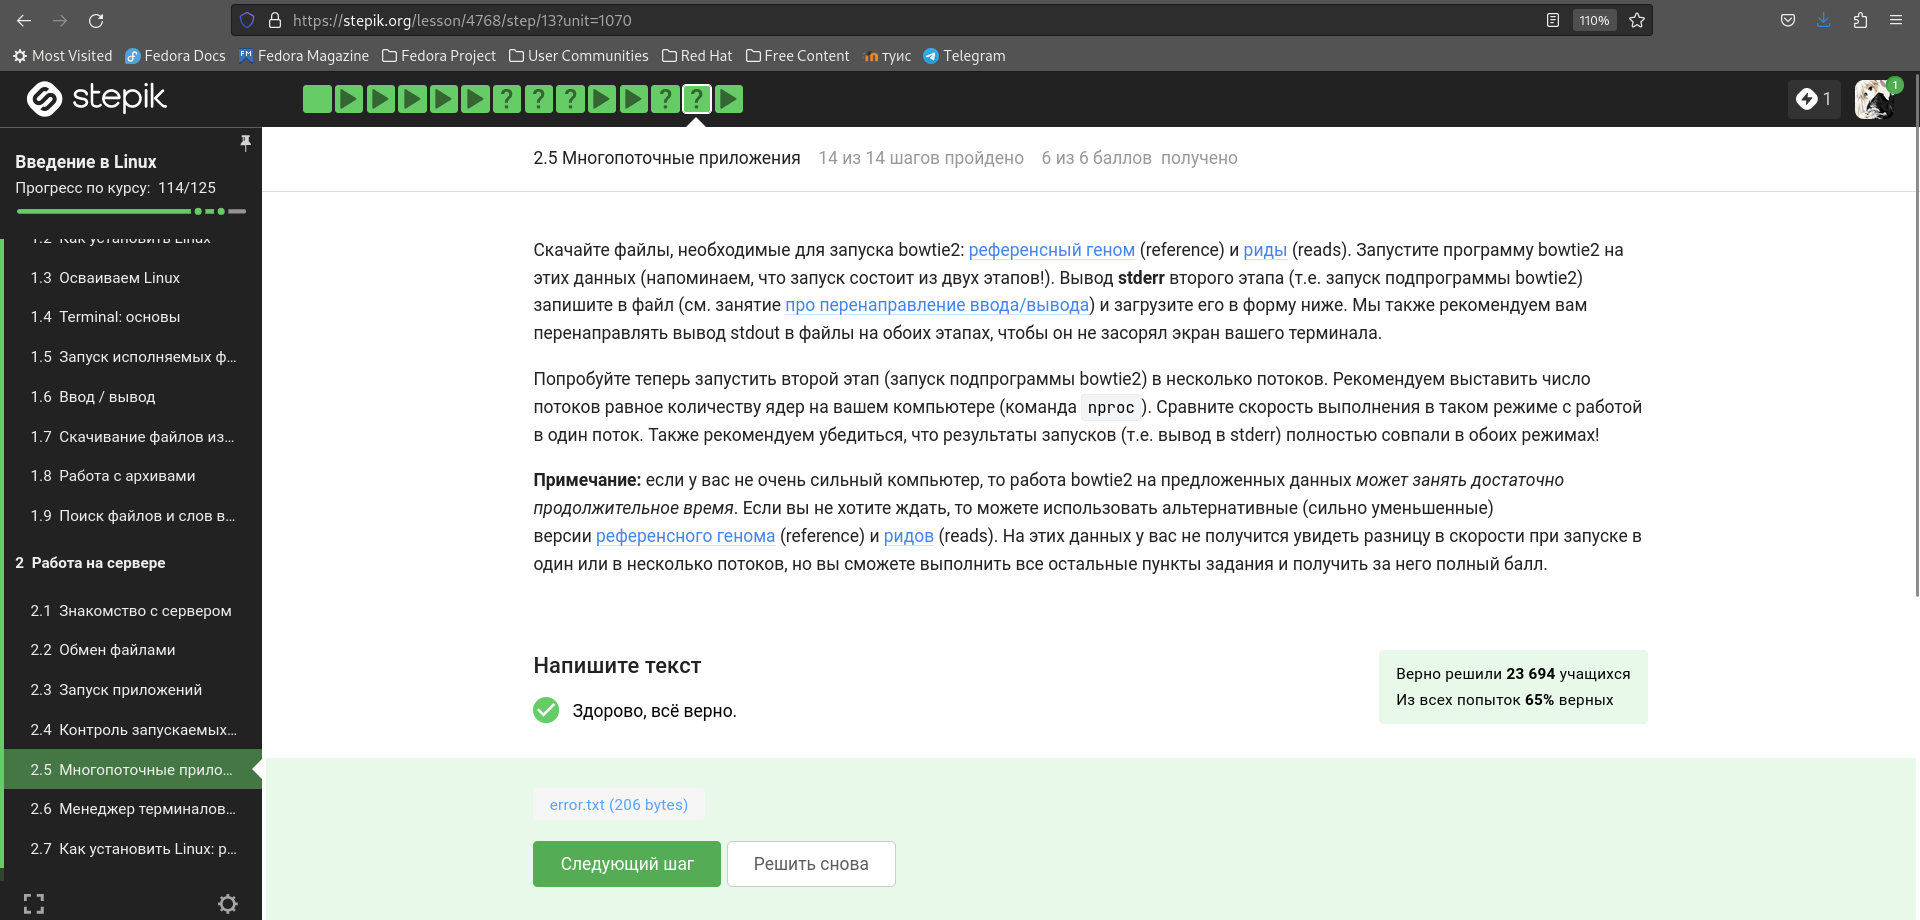 https://stepik.org/lesson/4768/step/13?unit=1070
110%
Most Visited Fedora Docs Fedora Magazine Fedora Project User Communities Red Hat Free Content туис Telegram
stepik
1
1
Введение в Linux
Прогресс по курсу: 114/125
1.2 Как установить Linux
1.3 Осваиваем Linux
1.4 Terminal: основы
1.5 Запуск исполняемых ф...
1.6 Ввод / вывод
1.7 Скачивание файлов из...
1.8 Работа с архивами
1.9 Поиск файлов и слов в...
2 Работа на сервере
2.1 Знакомство с сервером
2.2 Обмен файлами
2.3 Запуск приложений
2.4 Контроль запускаемых...
2.5 Многопоточные прило...
2.6 Менеджер терминалов...
2.7 Как установить Linux: р...
2.5 Многопоточные приложения 14 из 14 шагов пройдено 6 из 6 баллов получено
Скачайте файлы, необходимые для запуска bowtie2: референсный геном (reference) и риды (reads). Запустите программу bowtie2 на
этих данных (напоминаем, что запуск состоит из двух этапов!). Вывод stderr второго этапа (т.е. запуск подпрограммы bowtie2)
запишите в файл (см. занятие про перенаправление ввода/вывода) и загрузите его в форму ниже. Мы также рекомендуем вам
перенаправлять вывод stdout в файлы на обоих этапах, чтобы он не засорял экран вашего терминала.
Попробуйте теперь запустить второй этап (запуск подпрограммы bowtie2) в несколько потоков. Рекомендуем выставить число
потоков равное количеству ядер на вашем компьютере (команда nproc). Сравните скорость выполнения в таком режиме с работой
в один поток. Также рекомендуем убедиться, что результаты запусков (т.е. вывод в stderr) полностью совпали в обоих режимах!
Примечание: если у вас не очень сильный компьютер, то работа bowtie2 на предложенных данных может занять достаточно
продолжительное время. Если вы не хотите ждать, то можете использовать альтернативные (сильно уменьшенные)
версии референсного генома (reference) и ридов (reads). На этих данных у вас не получится увидеть разницу в скорости при запуске в
один или в несколько потоков, но вы сможете выполнить все остальные пункты задания и получить за него полный балл.
Напишите текст
Здорово, всё верно.
Верно решили 23 694 учащихся
Из всех попыток 65% верных
error.txt (206 bytes)
Следующий шаг
Решить снова